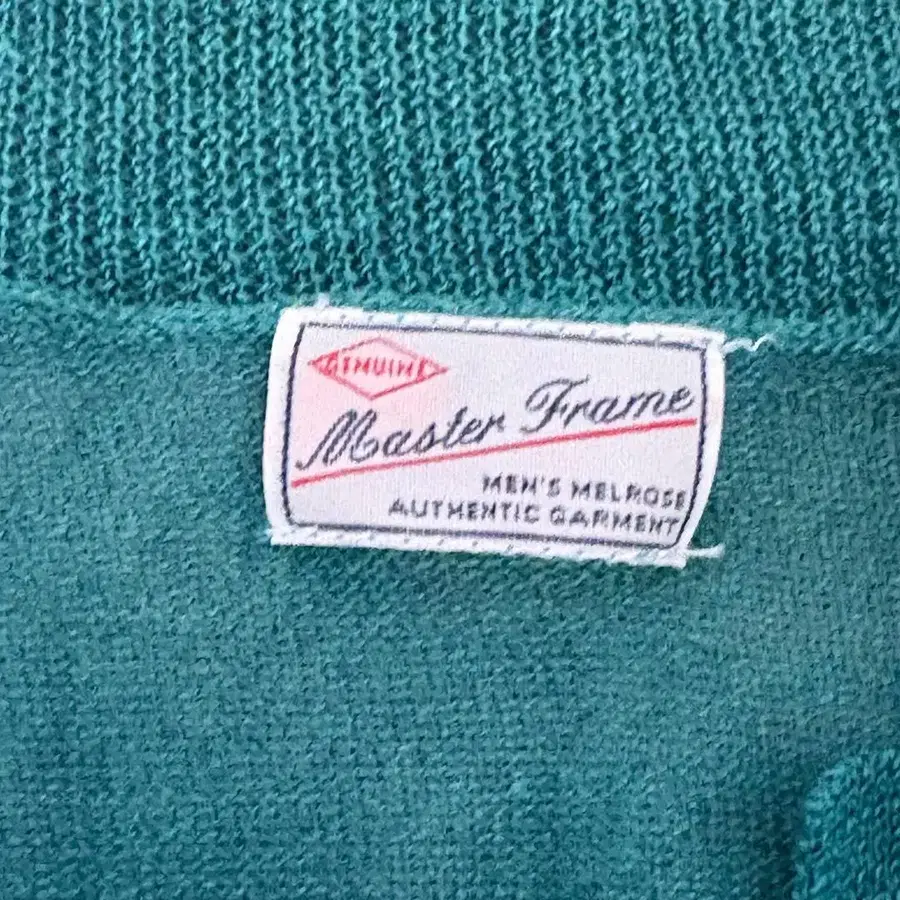 GENUINE
Master Frame
MEN'S MELROSE
AUTHENTIC GARMENT